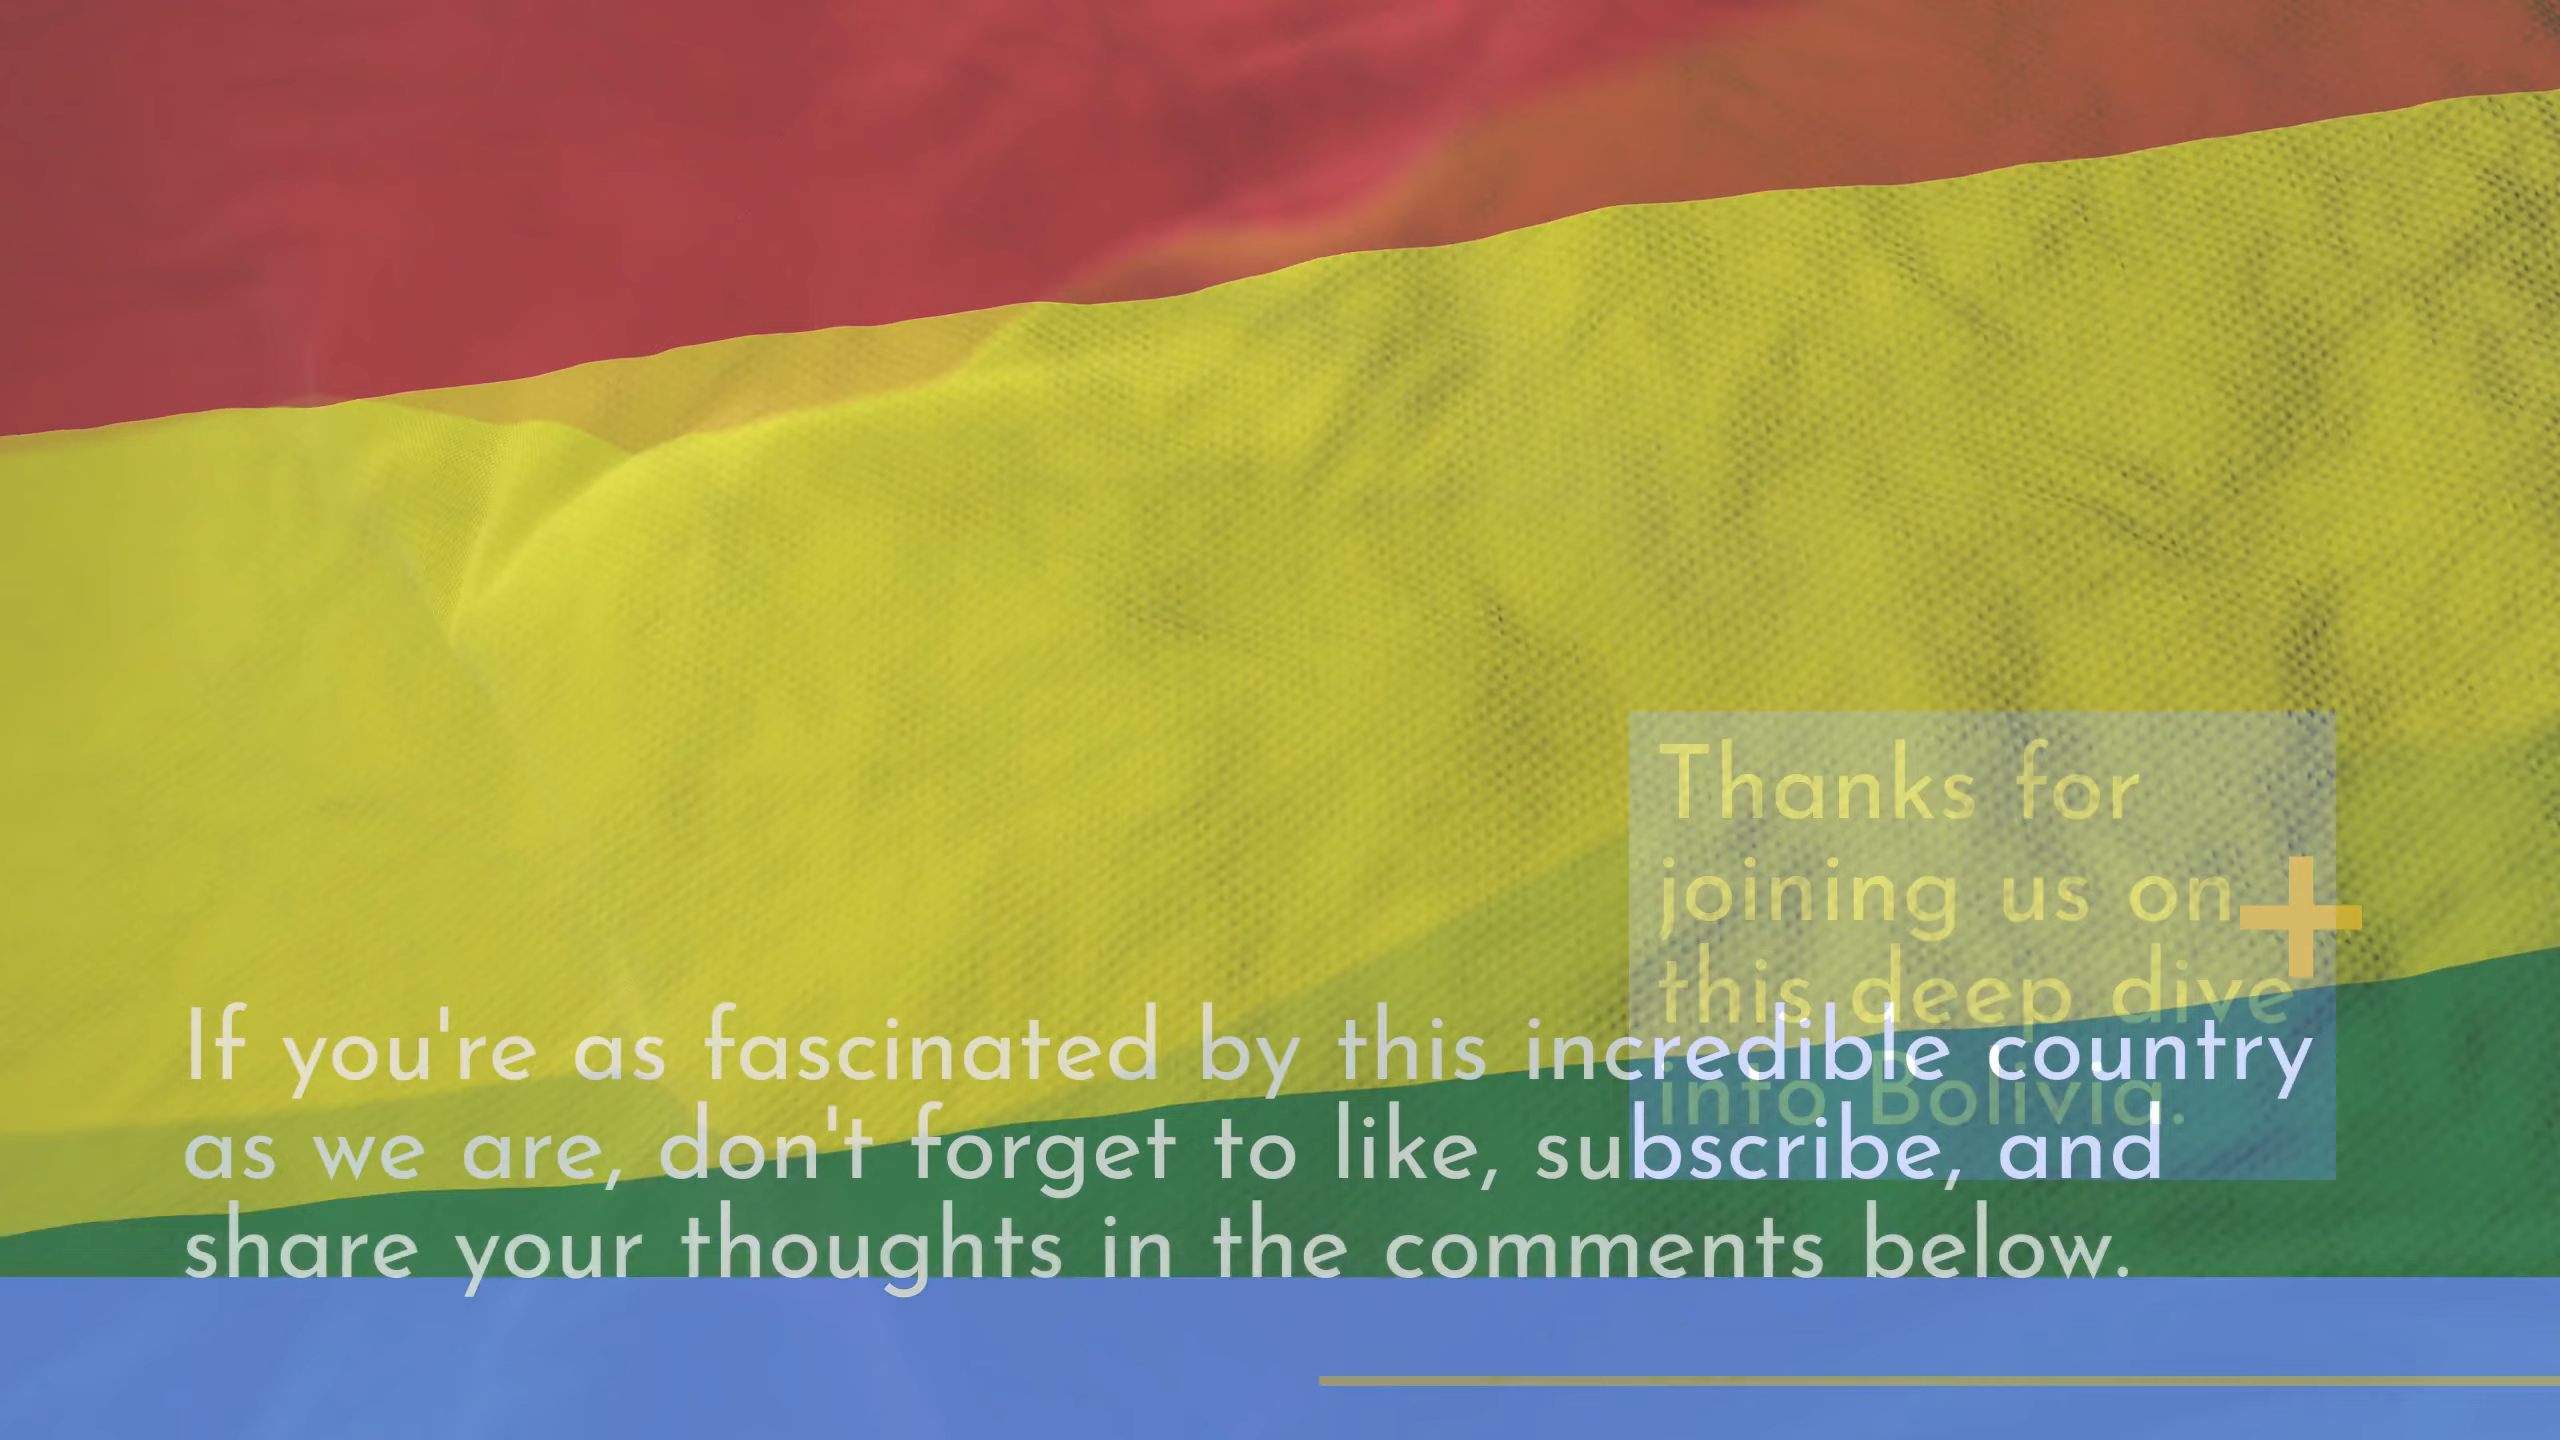 Thanks for
joining us on
this deep dive
into Bolivia.
If you're as fascinated by this incredible country
as we are, don't forget to like, subscribe, and
share your thoughts in the comments below.